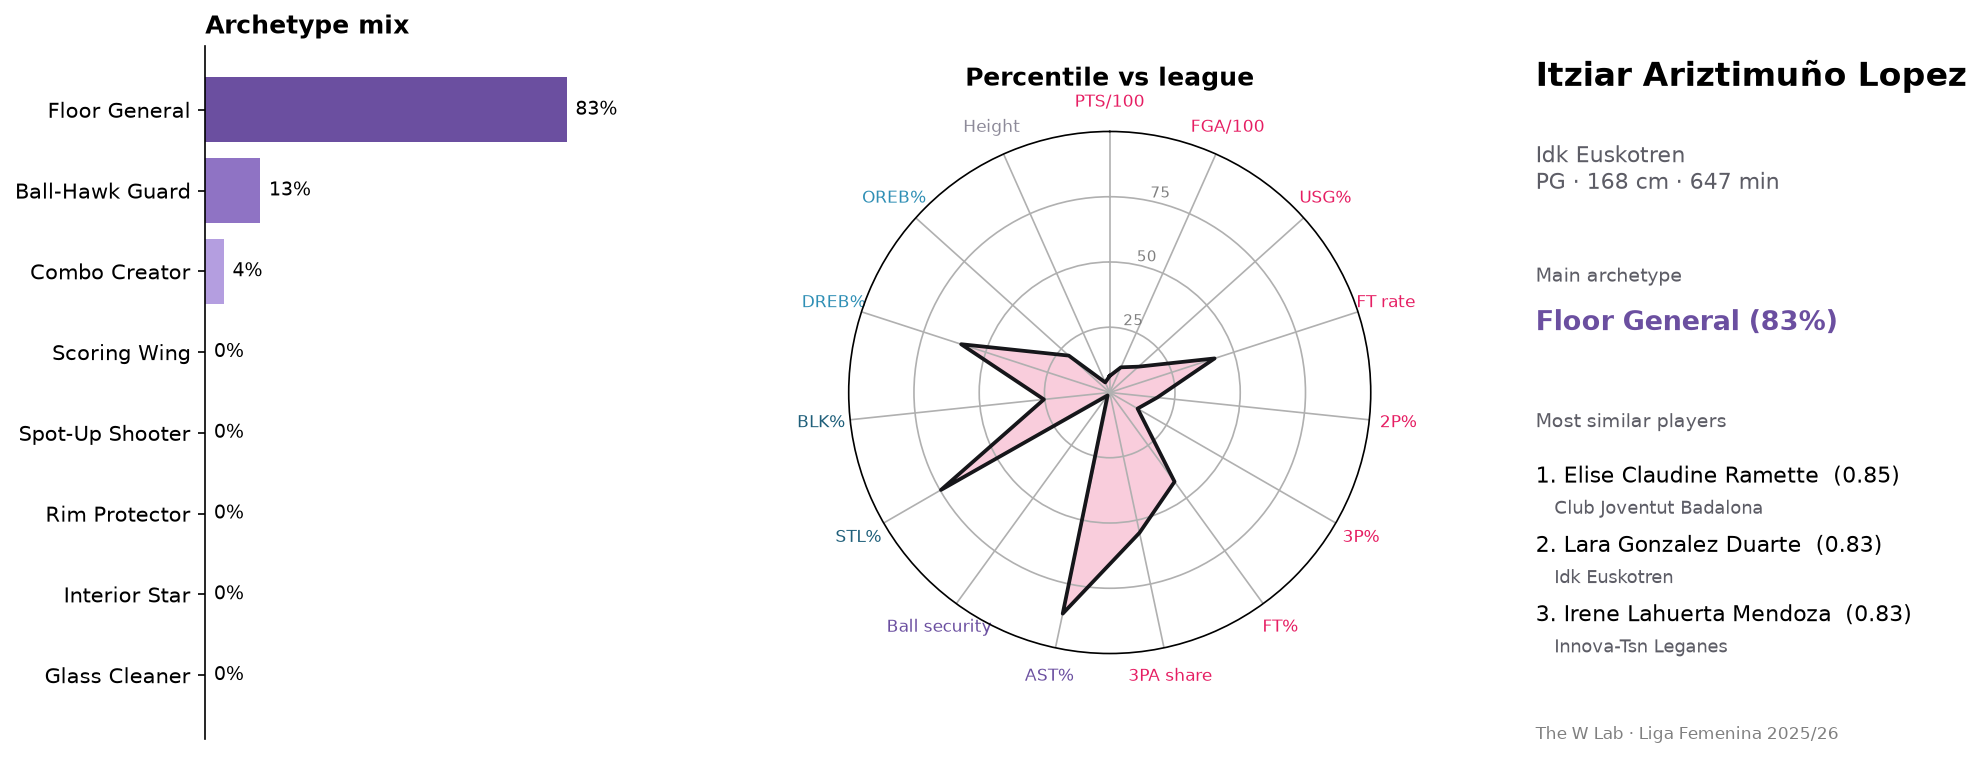 Archetype mix
Floor General
83%
Ball-Hawk Guard
13%
Combo Creator
4%
Scoring Wing
0%
Spot-Up Shooter
0%
Rim Protector
0%
Interior Star
0%
Glass Cleaner
0%
Percentile vs league
PTS/100
FGA/100
USG%
FT rate
2P%
3P%
FT%
3PA share
AST%
Ball security
STL%
BLK%
DREB%
OREB%
Height
75
50
25
Itziar Ariztimuño Lopez
Idk Euskotren
PG · 168 cm · 647 min
Main archetype
Floor General (83%)
Most similar players
1. Elise Claudine Ramette (0.85)
Club Joventut Badalona
2. Lara Gonzalez Duarte (0.83)
Idk Euskotren
3. Irene Lahuerta Mendoza (0.83)
Innova-Tsn Leganes
The W Lab · Liga Femenina 2025/26